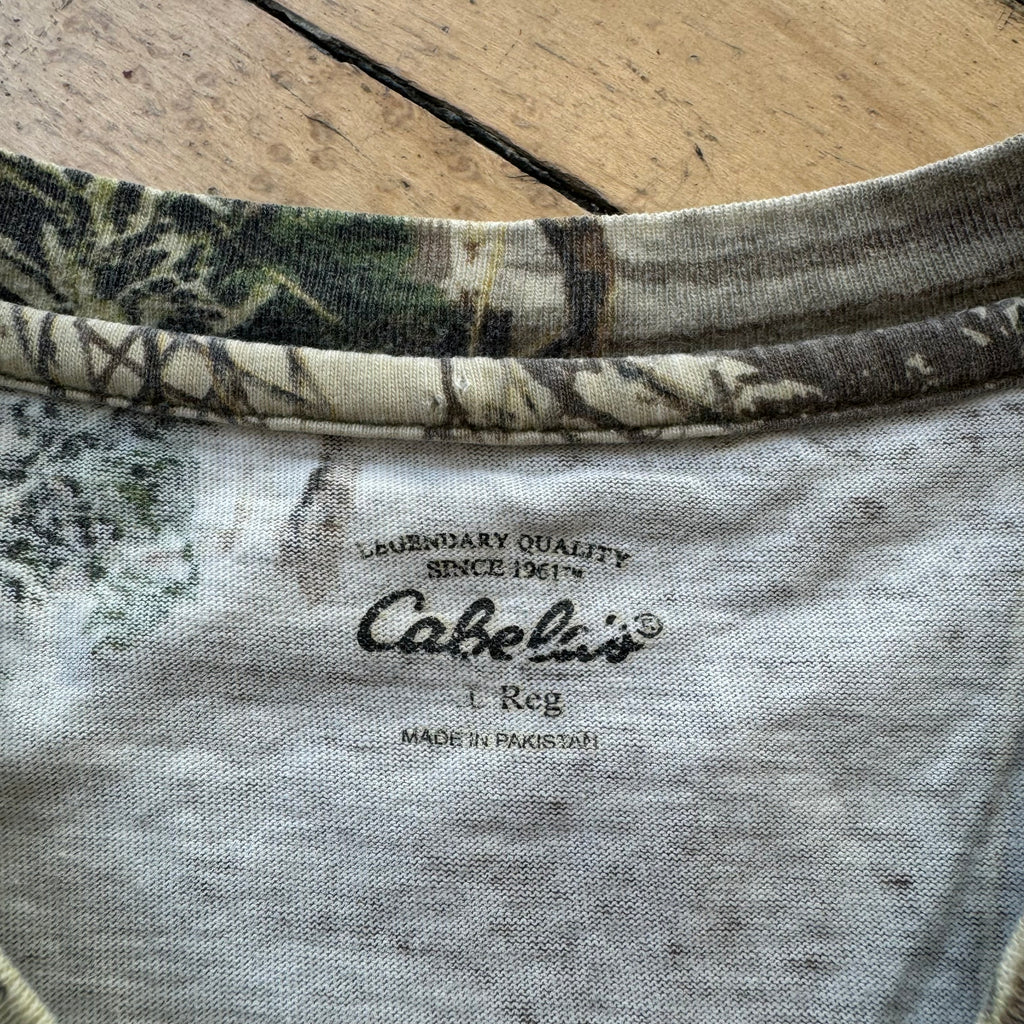 LEGENDARY QUALITY
SINCE 1961™
Cabela's®
L Reg
MADE IN PAKISTAN